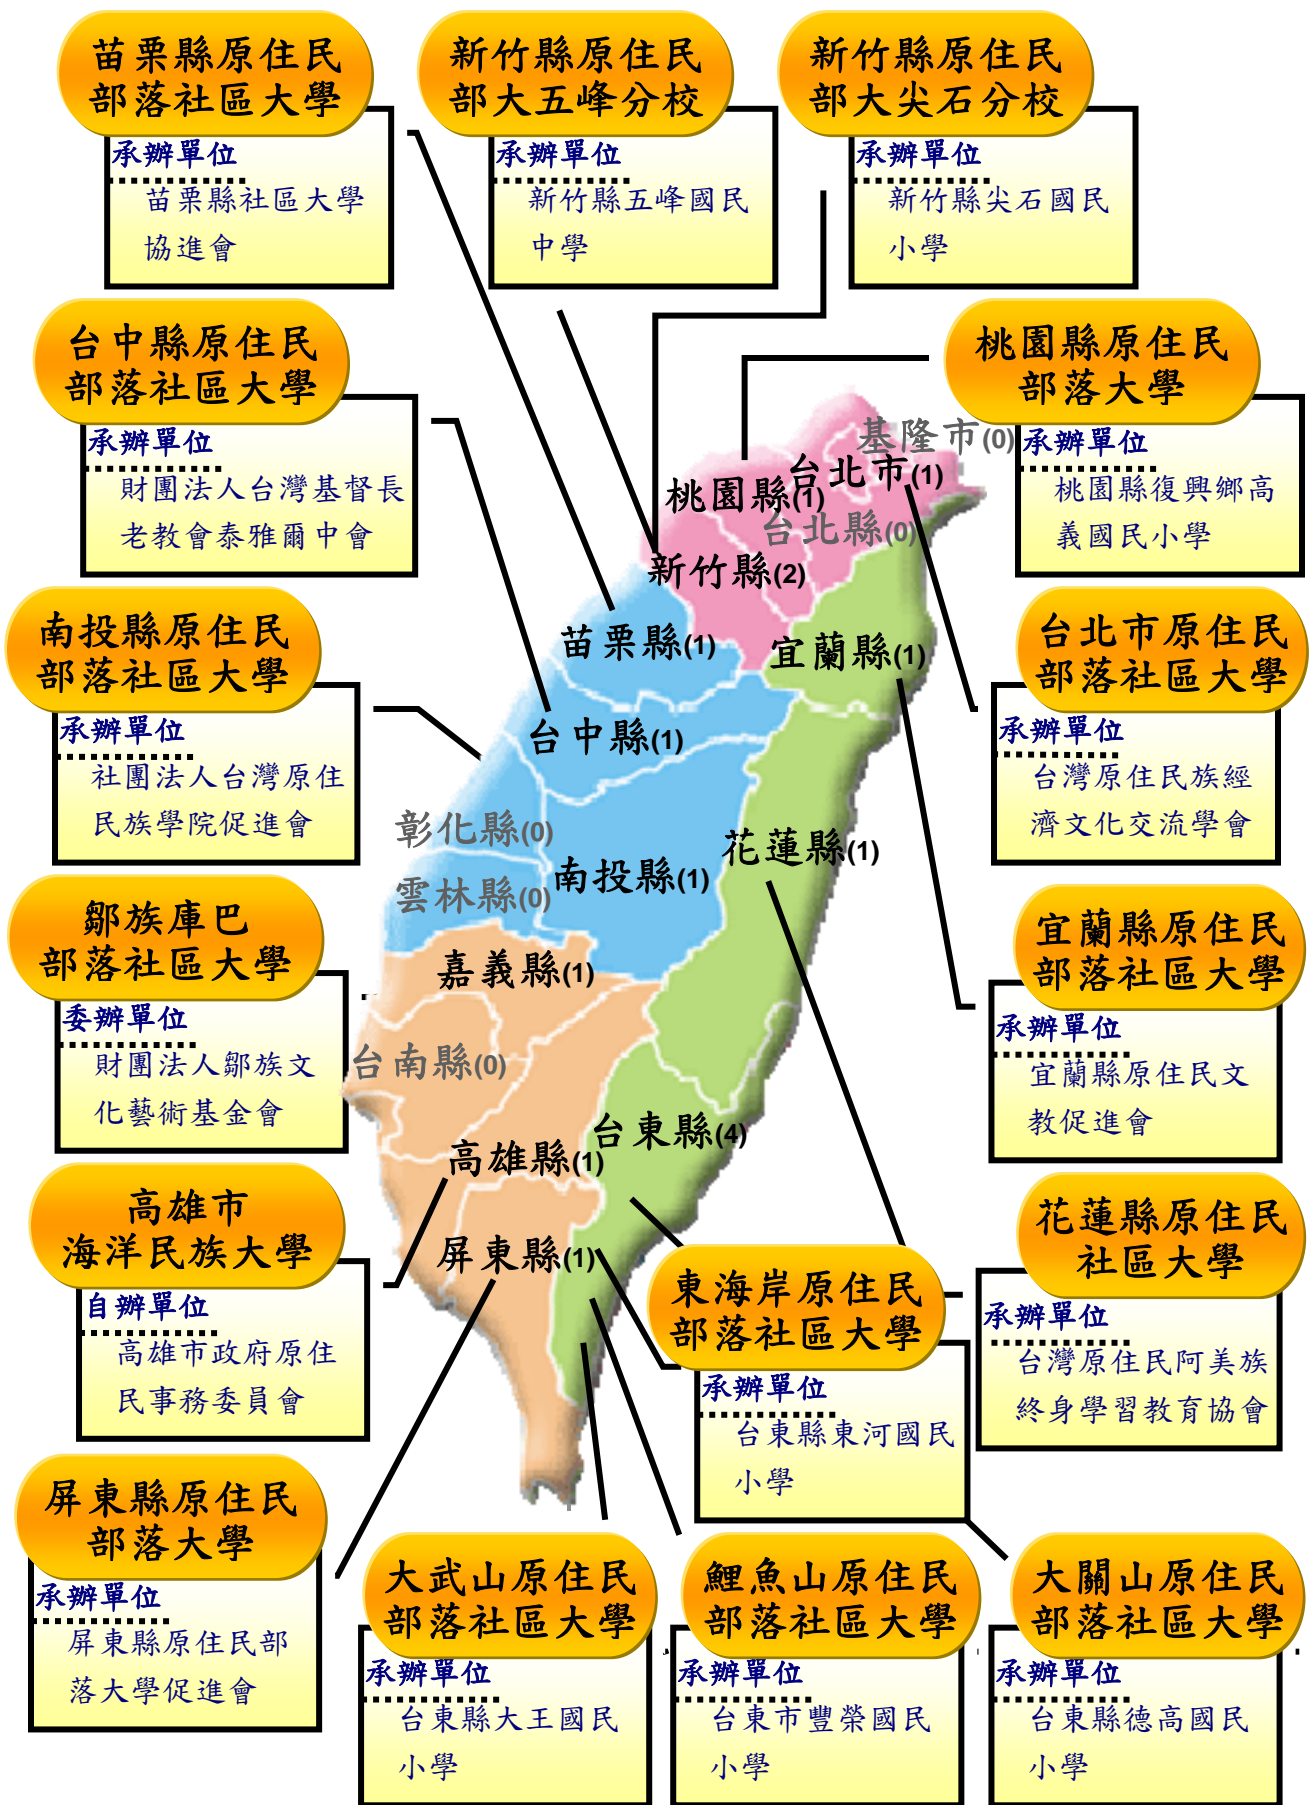 苗栗縣原住民
部落社區大學
承辦單位
苗栗縣社區大學
協進會
新竹縣原住民
部大五峰分校
承辦單位
新竹縣五峰國民
中學
新竹縣原住民
部大尖石分校
承辦單位
新竹縣尖石國民
小學
台中縣原住民
部落社區大學
承辦單位
財團法人台灣基督長
老教會泰雅爾中會
桃園縣原住民
部落大學
承辦單位
桃園縣復興鄉高
義國民小學
南投縣原住民
部落社區大學
承辦單位
社團法人台灣原住
民族學院促進會
台北市原住民
部落社區大學
承辦單位
台灣原住民族經
濟文化交流學會
鄒族庫巴
部落社區大學
委辦單位
財團法人鄒族文
化藝術基金會
宜蘭縣原住民
部落社區大學
承辦單位
宜蘭縣原住民文
教促進會
高雄市
海洋民族大學
自辦單位
高雄市政府原住
民事務委員會
花蓮縣原住民
社區大學
承辦單位
台灣原住民阿美族
終身學習教育協會
東海岸原住民
部落社區大學
承辦單位
台東縣東河國民
小學
屏東縣原住民
部落大學
承辦單位
屏東縣原住民部
落大學促進會
大武山原住民
部落社區大學
承辦單位
台東縣大王國民
小學
鯉魚山原住民
部落社區大學
承辦單位
台東市豐榮國民
小學
大關山原住民
部落社區大學
承辦單位
台東縣德高國民
小學
基隆市(0)
台北市(1)
桃園縣(1)
台北縣(0)
新竹縣(2)
苗栗縣(1)
宜蘭縣(1)
台中縣(1)
彰化縣(0)
花蓮縣(1)
南投縣(1)
雲林縣(0)
嘉義縣(1)
台南縣(0)
台東縣(4)
高雄縣(1)
屏東縣(1)